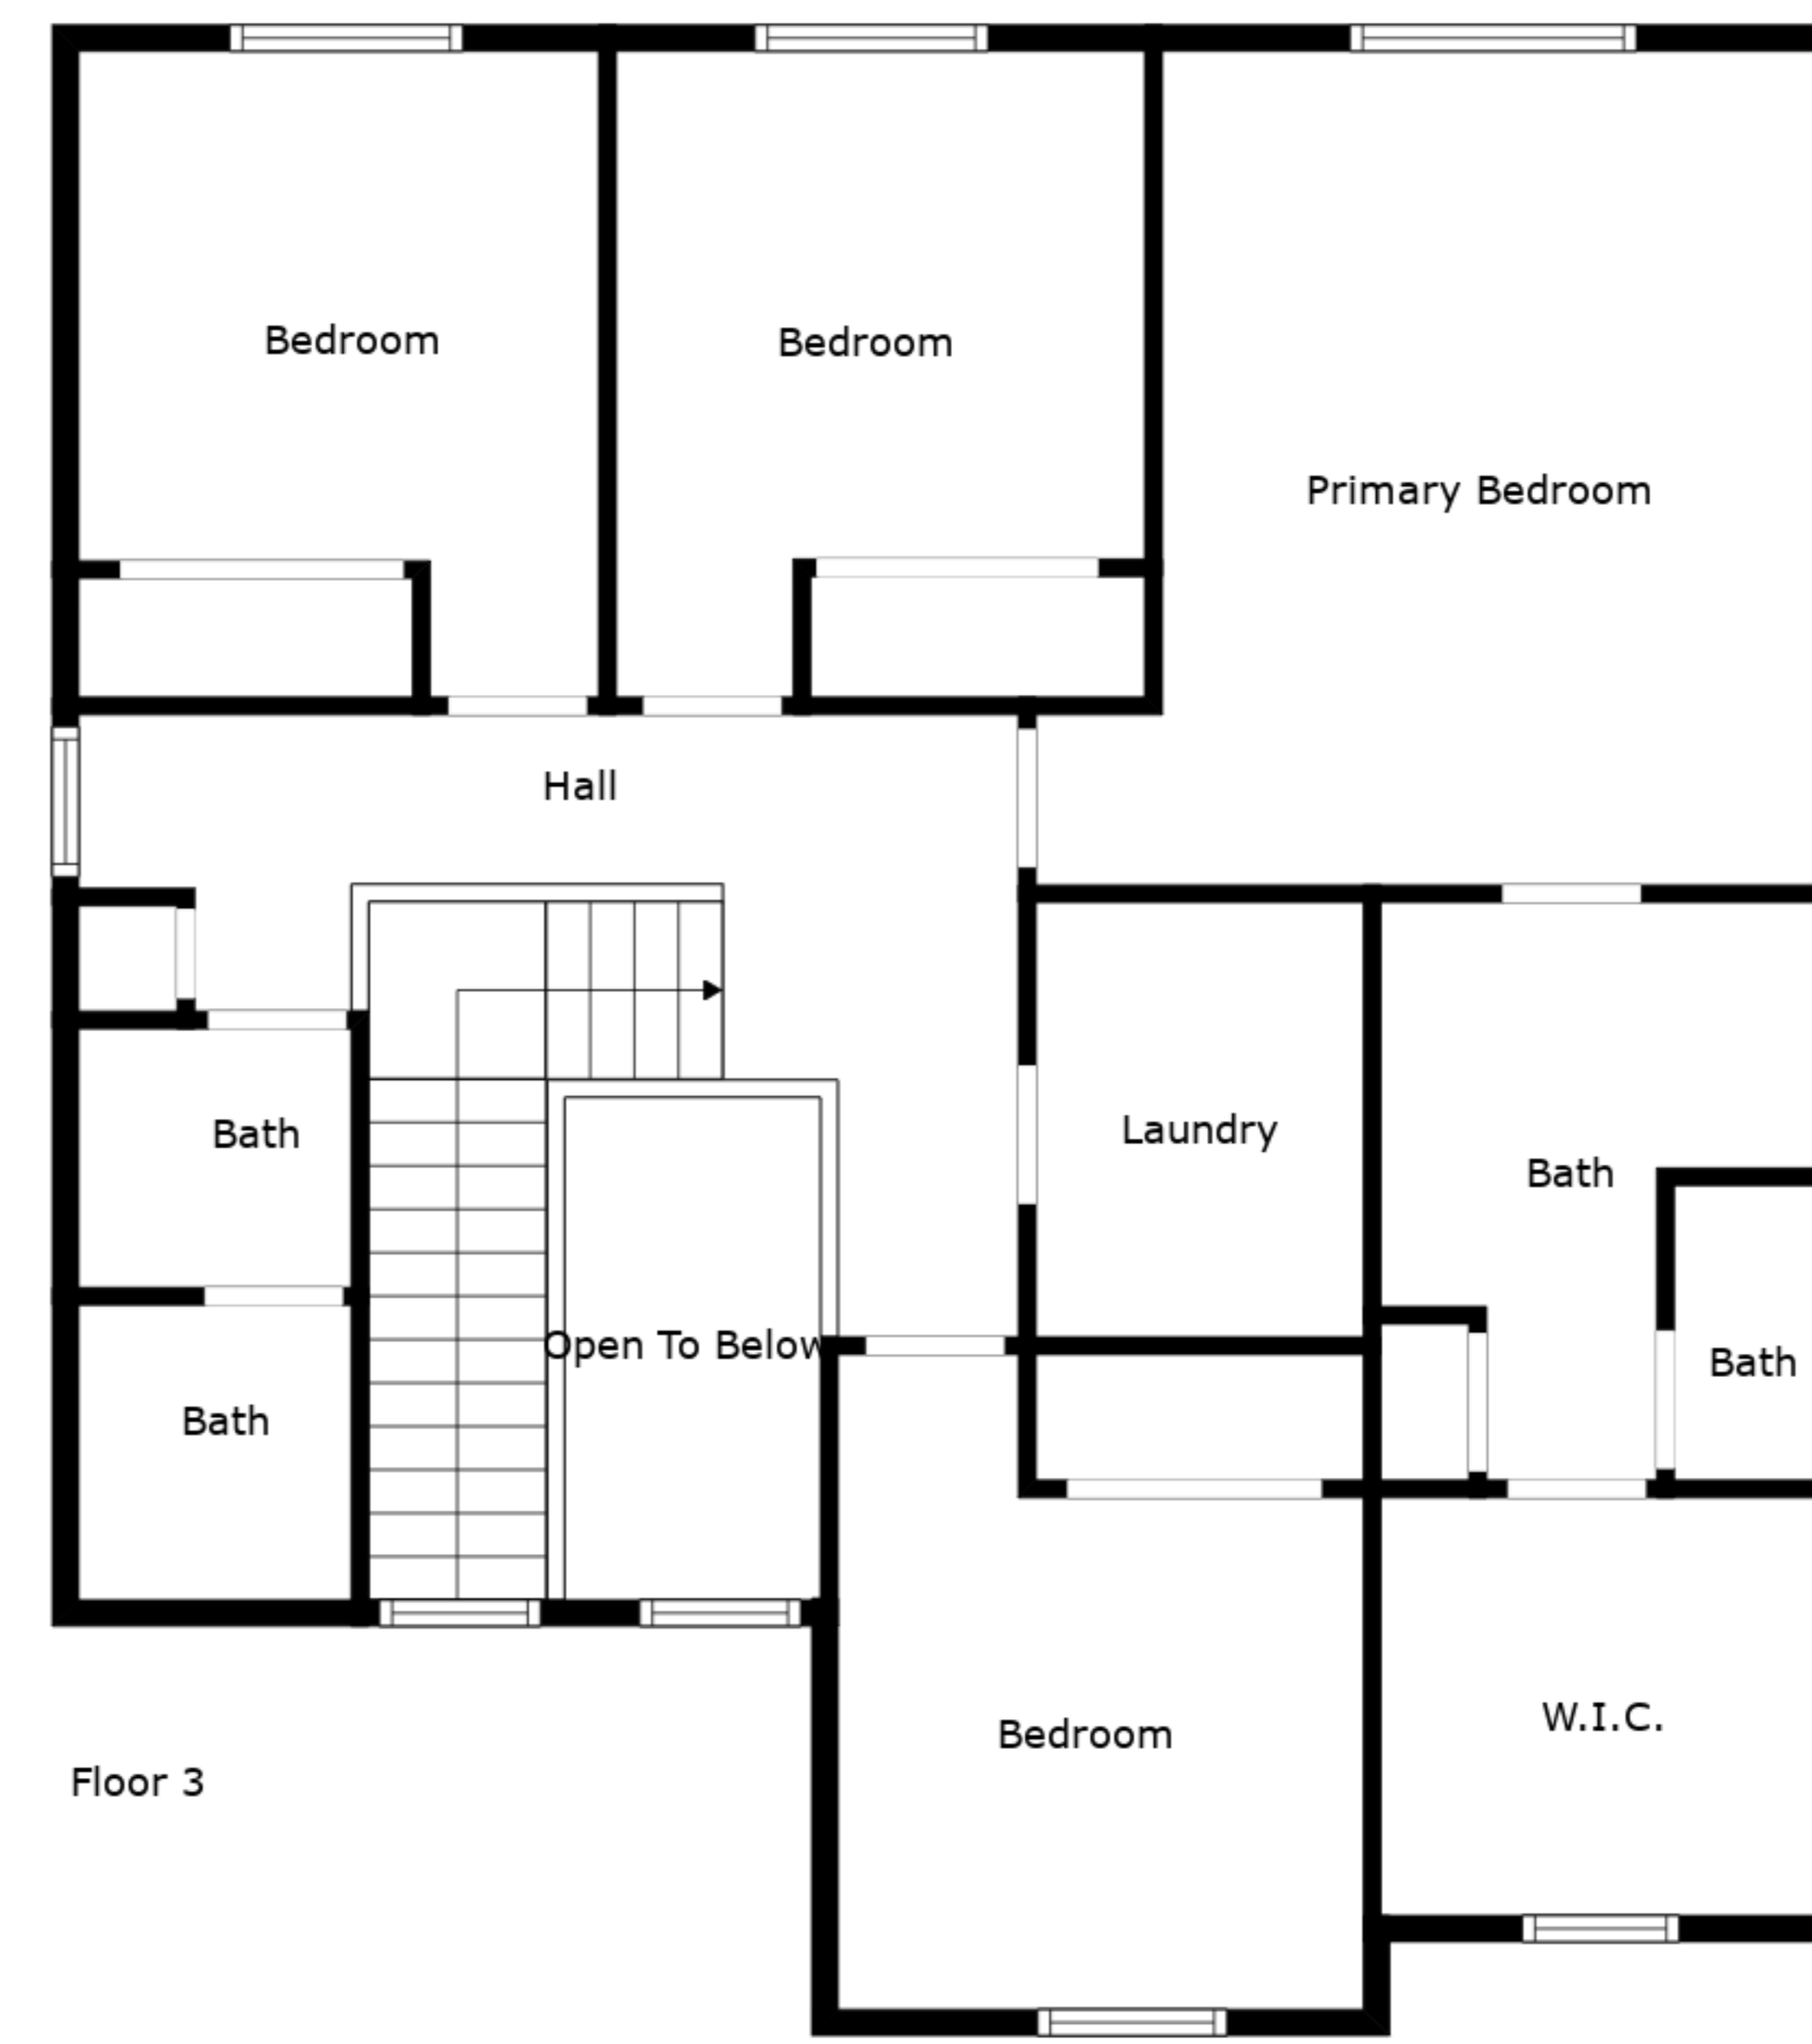 Bedroom
Bedroom
Primary Bedroom
Hall
Bath
Laundry
Bath
Open To Below
Bath
Bath
Bedroom
W.I.C.
Floor 3